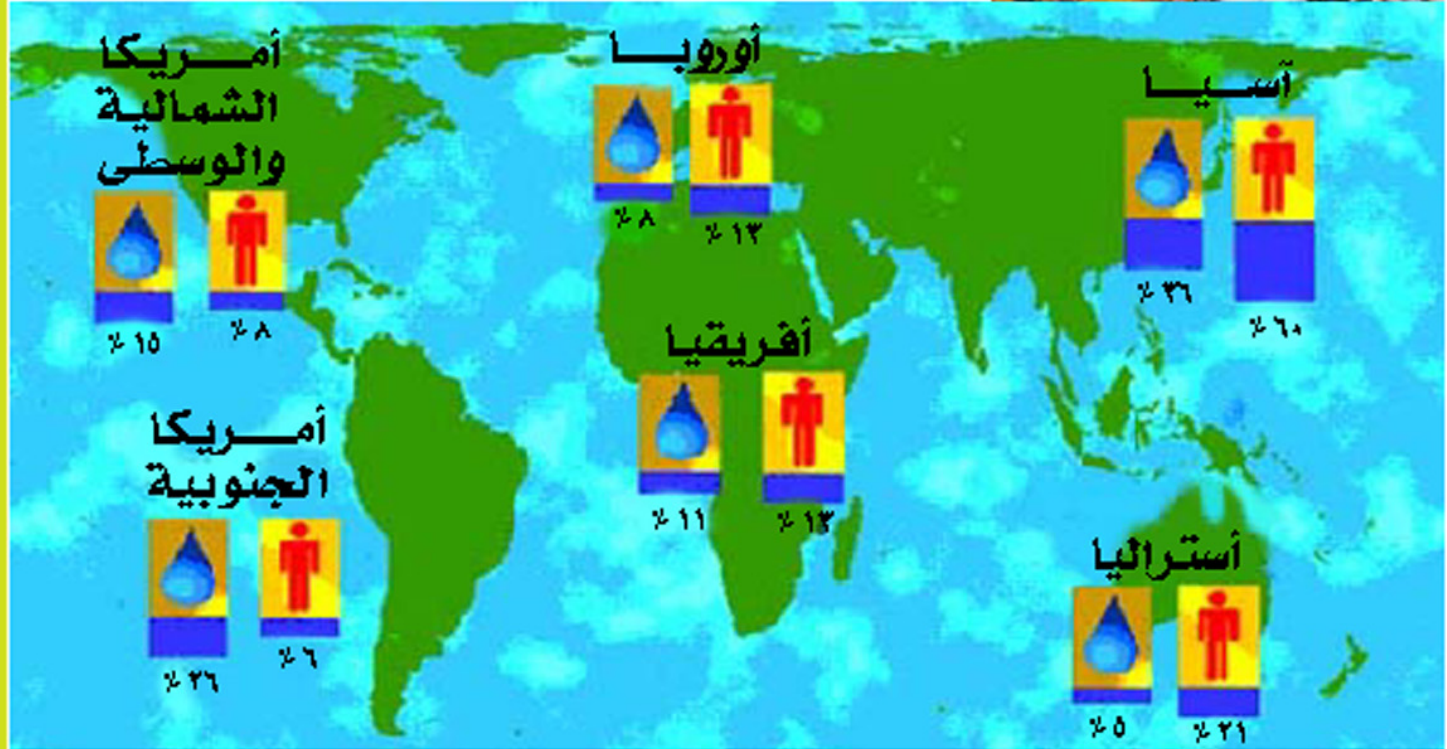 أمريكا
الشمالية
والوسطى
٨ ٪
١٥ ٪
أوروبا
١٣ ٪
٨ ٪
آسيا
٦٠ ٪
٣٦ ٪
أفريقيا
١٣ ٪
١١ ٪
أمريكا
الجنوبية
٦ ٪
٢٦ ٪
أستراليا
٢١ ٪
٥ ٪